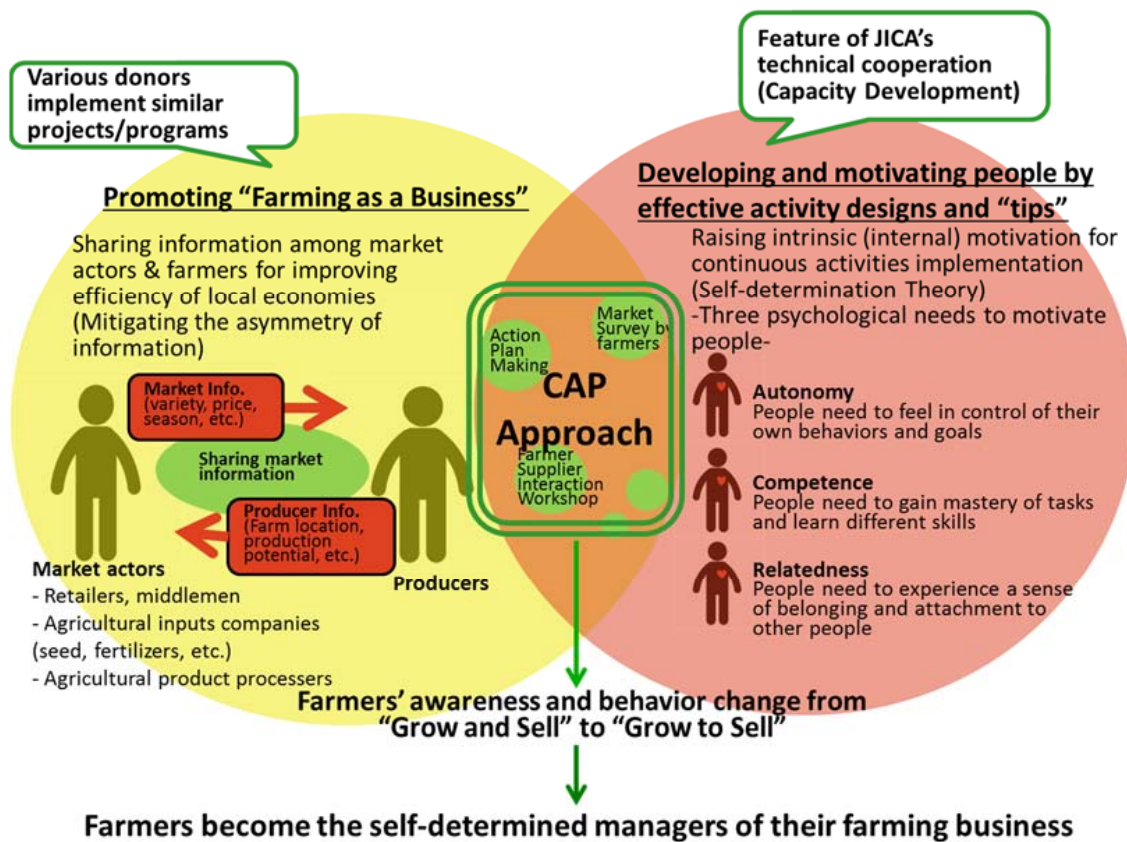 Various donors
implement similar
projects/programs
Feature of JICA's
technical cooperation
(Capacity Development)
Promoting “Farming as a Business”
Sharing information among market
actors & farmers for improving
efficiency of local economies
(Mitigating the asymmetry of
information)
Market Info.
(variety, price,
season, etc.)
Sharing market
information
Producer Info.
(Farm location,
production
potential, etc.)
Market actors
- Retailers, middlemen
- Agricultural inputs companies
(seed, fertilizers, etc.)
- Agricultural product processers
Producers
Action
Plan
Making
Market
Survey by
farmers
CAP
Approach
Farmer
Supplier
Interaction
Workshop
Developing and motivating people by
effective activity designs and “tips”
Raising intrinsic (internal) motivation for
continuous activities implementation
(Self-determination Theory)
-Three psychological needs to motivate
people-
Autonomy
People need to feel in control of their
own behaviors and goals
Competence
People need to gain mastery of tasks
and learn different skills
Relatedness
People need to experience a sense
of belonging and attachment to
other people
Farmers’ awareness and behavior change from
“Grow and Sell” to “Grow to Sell”
Farmers become the self-determined managers of their farming business